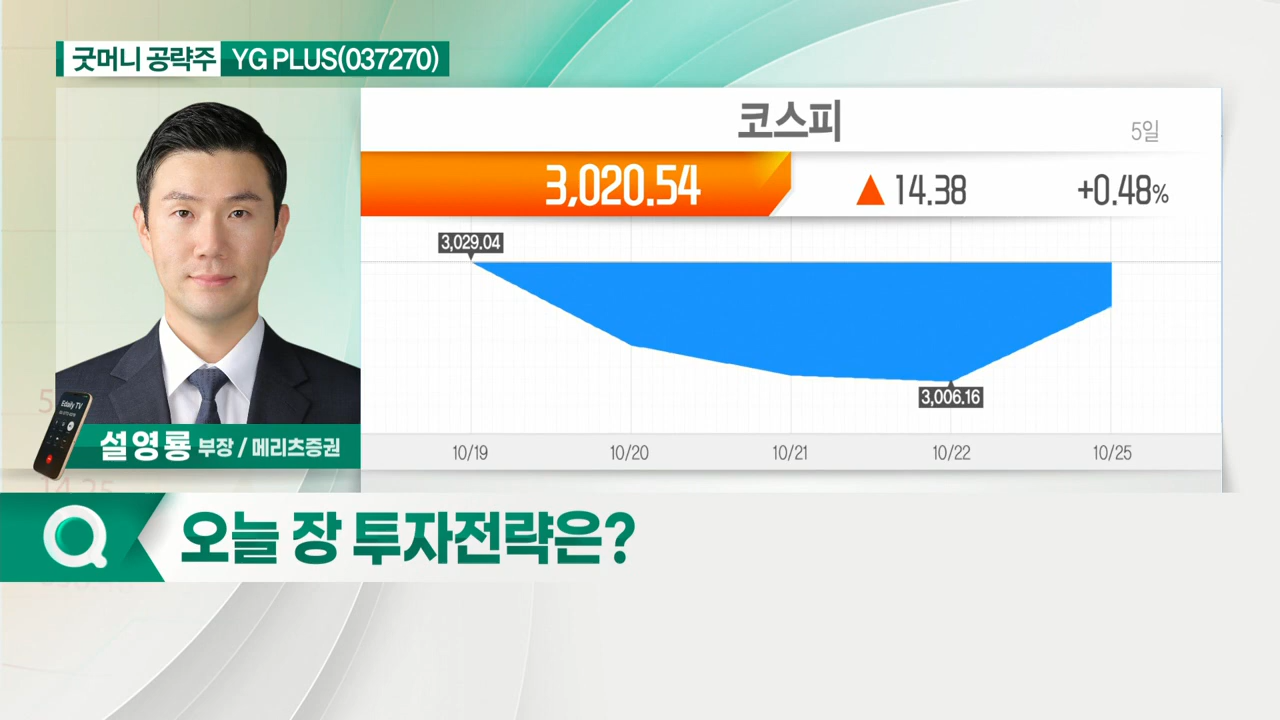 굿머니 공략주 YG PLUS(037270)
코스피
5일
3,020.54 ▲ 14.38 +0.48%
3,029.04
3,006.16
10/19 10/20 10/21 10/22 10/25
Edaily TV
설영룡 부장 / 메리츠증권
Q 오늘 장 투자전략은?